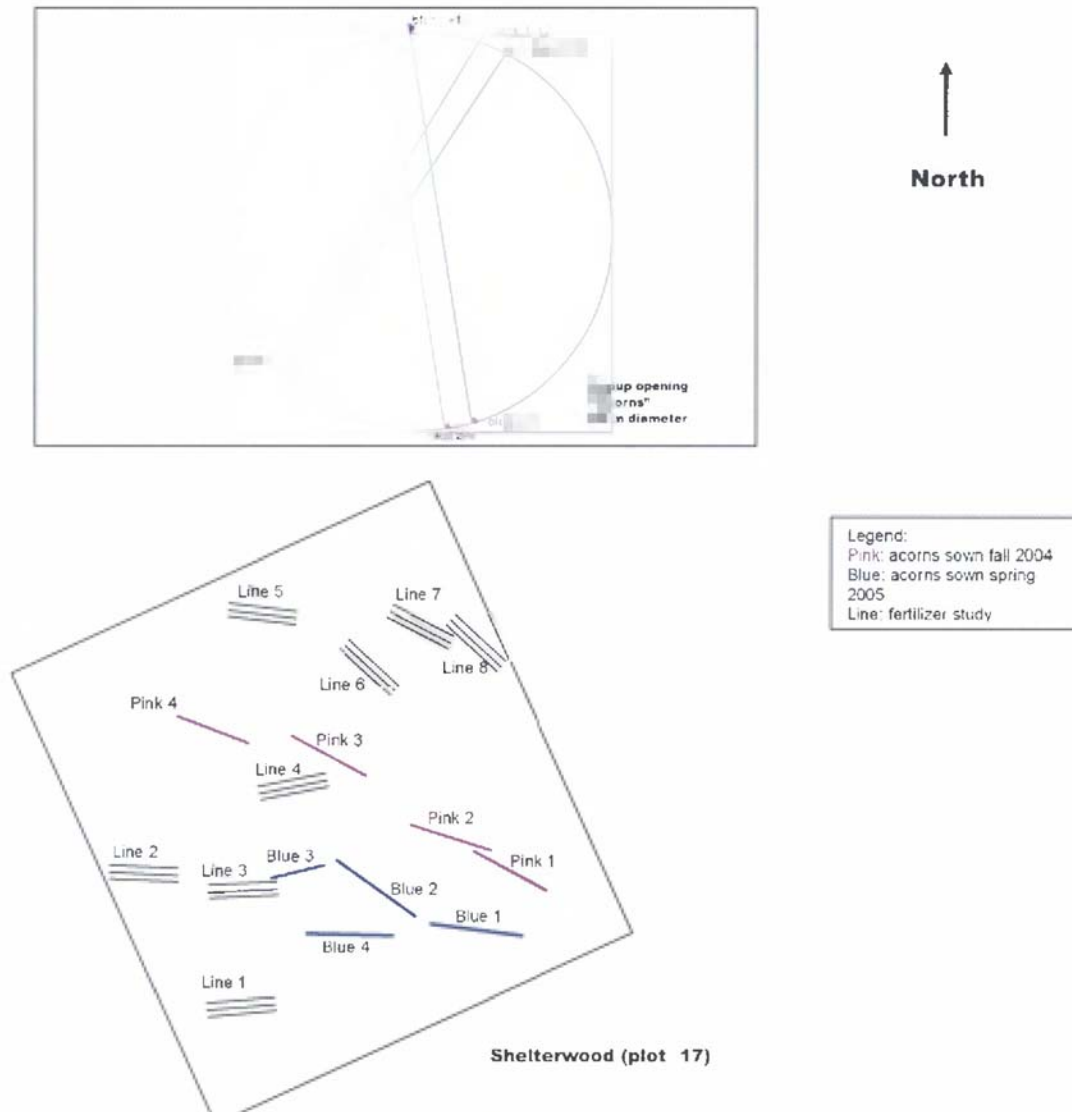 North
opening
diameter
Legend:
Pink: acorns sown fall 2004
Blue: acorns sown spring
2005
Line: fertilizer study
Line 5
Line 7
Line 8
Line 6
Pink 4
Pink 3
Line 4
Pink 2
Pink 1
Line 2
Line 3
Blue 3
Blue 2
Blue 1
Blue 4
Line 1
Shelterwood (plot 17)